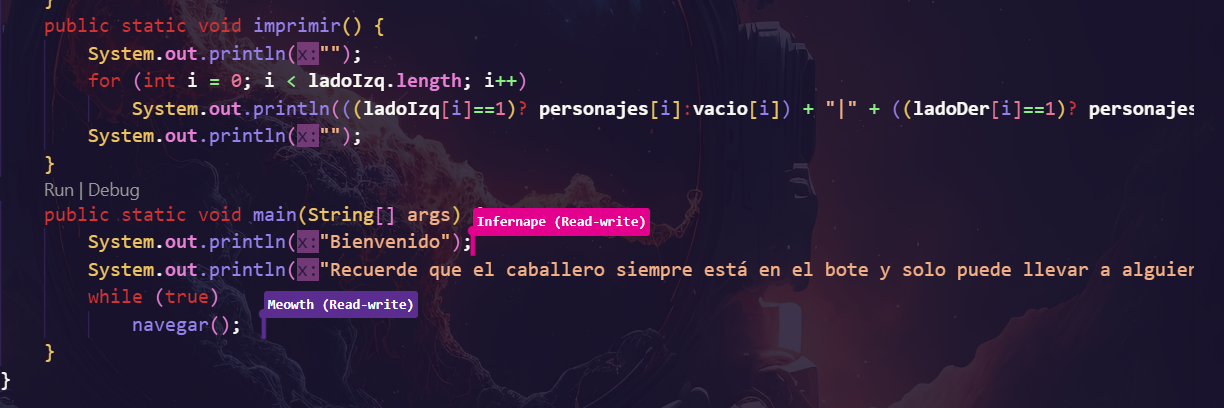 }
public static void imprimir() {
System.out.println(x:"");
for (int i = 0; i < ladoIzq.length; i++)
System.out.println(((ladoIzq[i]==1)? personajes[i]:vacio[i]) + "|" + ((ladoDer[i]==1)? personajes
System.out.println(x:"");
}
Run | Debug
public static void main(String[] args) {
Infernape (Read-write)
System.out.println(x:"Bienvenido");
System.out.println(x:"Recuerde que el caballero siempre está en el bote y solo puede llevar a alguien
while (true)
Meowth (Read-write)
navegar();
}
}